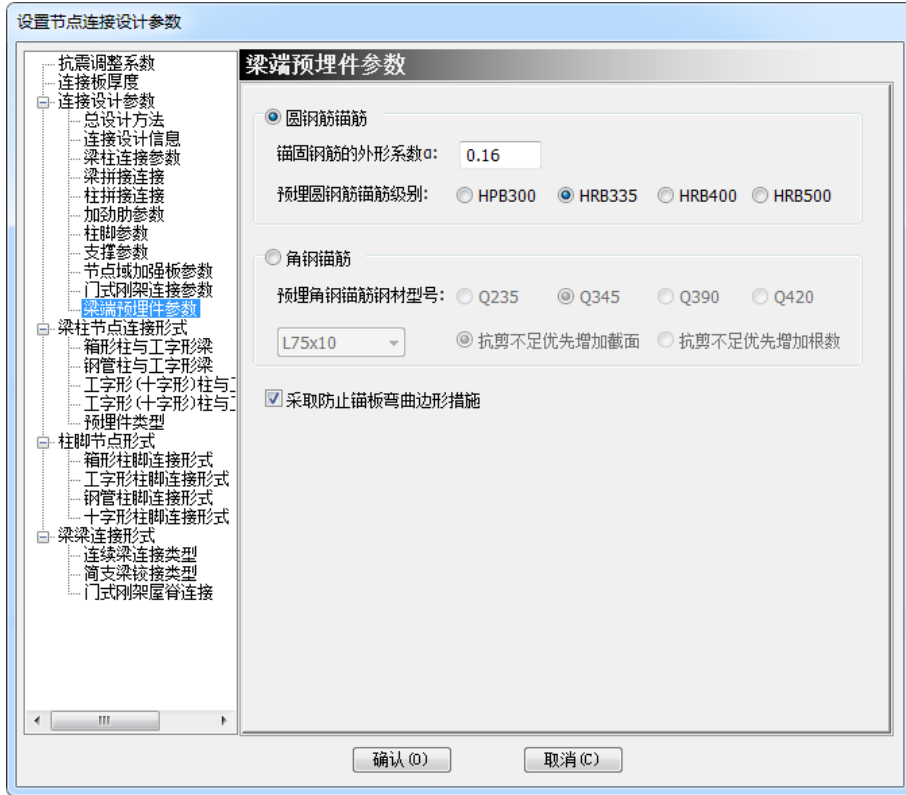 设置节点连接设计参数
抗震调整系数
连接板厚度
连接设计参数
总设计方法
连接设计信息
梁柱连接参数
梁拼接连接
柱拼接连接
加劲肋参数
柱脚参数
支撑参数
节点域加强板参数
门式刚架连接参数
梁端预埋件参数
梁柱节点连接形式
箱形柱与工字形梁
钢管柱与工字形梁
工字形(十字形)柱与工
工字形(十字形)柱与工
预埋件类型
柱脚节点形式
箱形柱脚连接形式
工字形柱脚连接形式
钢管柱脚连接形式
十字形柱脚连接形式
梁梁连接形式
连续梁连接类型
简支梁铰接类型
门式刚架屋脊连接
梁端预埋件参数
圆钢筋锚筋
锚固钢筋的外形系数α: 0.16
预埋圆钢筋锚筋级别: HPB300 HRB335 HRB400 HRB500
角钢锚筋
预埋角钢锚筋钢材型号: Q235 Q345 Q390 Q420
L75x10 抗剪不足优先增加截面 抗剪不足优先增加根数
采取防止锚板弯曲边形措施
确认(O) 取消(C)